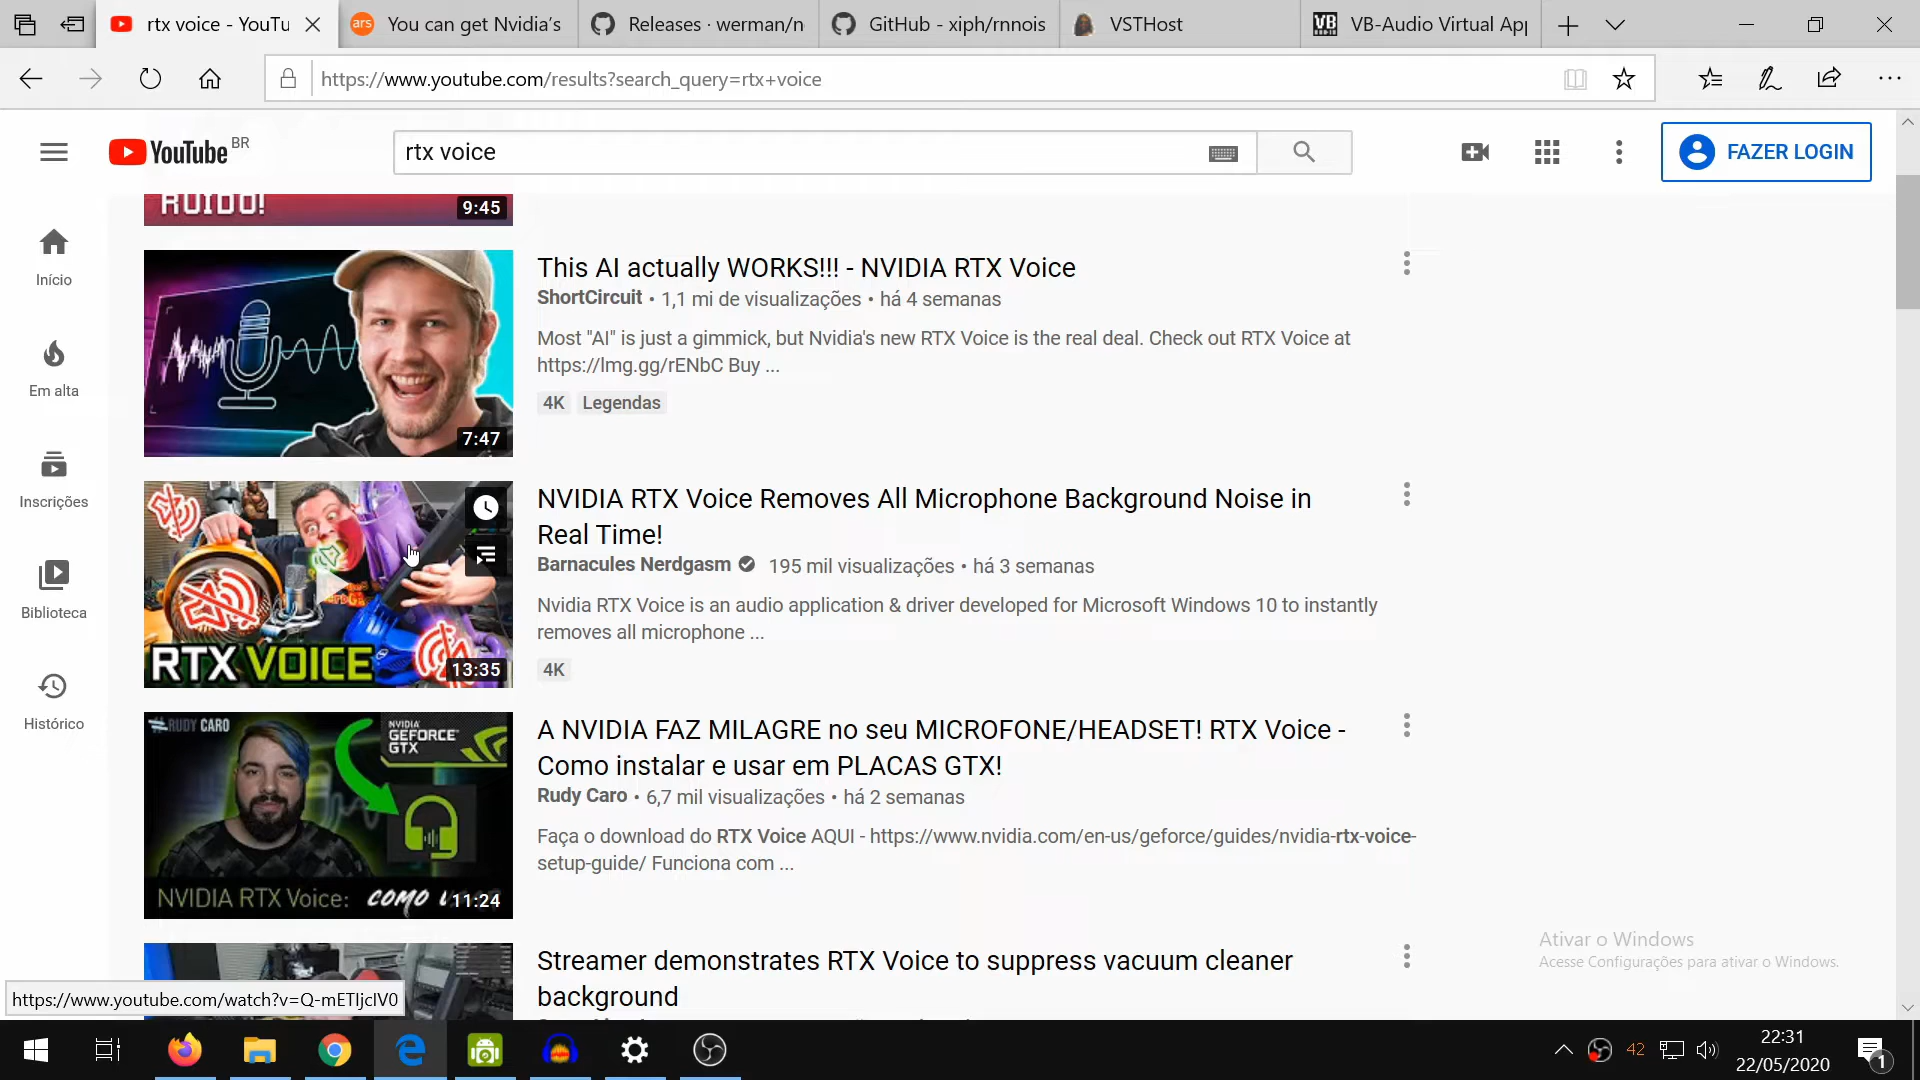 rtx voice - YouTu
You can get Nvidia's
Releases · werman/n
GitHub - xiph/rnnois
VSTHost
VB-Audio Virtual App
https://www.youtube.com/results?search_query=rtx+voice
YouTube BR
rtx voice
FAZER LOGIN
Início
Em alta
Inscrições
Biblioteca
Histórico
RUIDO!
9:45
This AI actually WORKS!!! - NVIDIA RTX Voice
ShortCircuit • 1,1 mi de visualizações • há 4 semanas
Most "AI" is just a gimmick, but Nvidia's new RTX Voice is the real deal. Check out RTX Voice at
https://lmg.gg/rENbC Buy ...
4K Legendas
7:47
NVIDIA RTX Voice Removes All Microphone Background Noise in
Real Time!
Barnacules Nerdgasm 195 mil visualizações • há 3 semanas
Nvidia RTX Voice is an audio application & driver developed for Microsoft Windows 10 to instantly
removes all microphone ...
4K
RTX VOICE
13:35
A NVIDIA FAZ MILAGRE no seu MICROFONE/HEADSET! RTX Voice -
Como instalar e usar em PLACAS GTX!
Rudy Caro • 6,7 mil visualizações • há 2 semanas
Faça o download do RTX Voice AQUI - https://www.nvidia.com/en-us/geforce/guides/nvidia-rtx-voice-
setup-guide/ Funciona com ...
RUDY CARO
NVIDIA
GEFORCE
GTX
NVIDIA RTX Voice: COMO
11:24
Streamer demonstrates RTX Voice to suppress vacuum cleaner
background
Ativar o Windows
Acesse Configurações para ativar o Windows.
https://www.youtube.com/watch?v=Q-mETljcIV0
42
22:31
22/05/2020
1